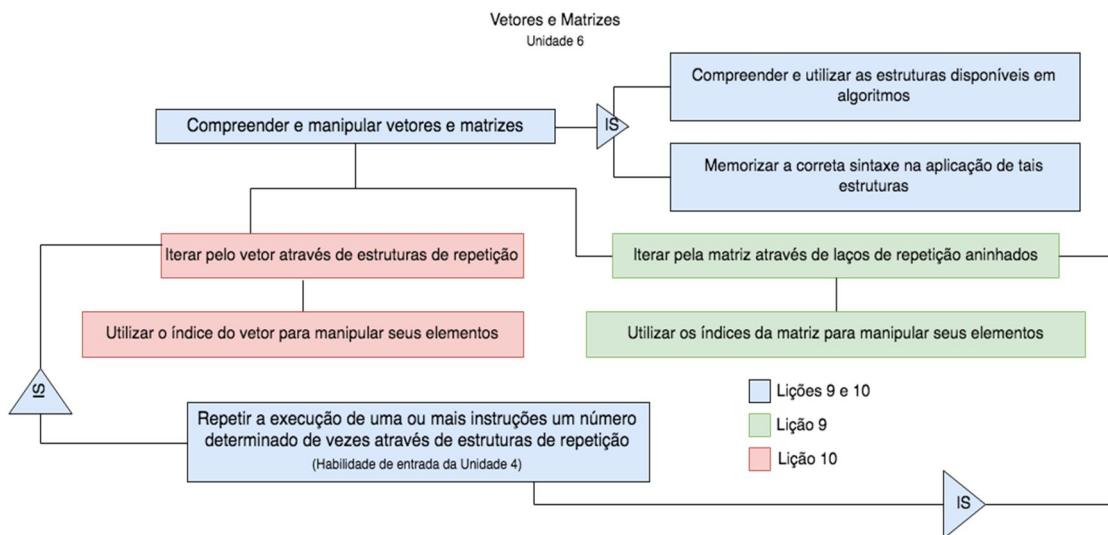 Vetores e Matrizes
Unidade 6
Compreender e utilizar as estruturas disponíveis em
algoritmos
Compreender e manipular vetores e matrizes
IS
Memorizar a correta sintaxe na aplicação de tais
estruturas
Iterar pelo vetor através de estruturas de repetição
Iterar pela matriz através de laços de repetição aninhados
Utilizar o índice do vetor para manipular seus elementos
Utilizar os índices da matriz para manipular seus elementos
IS
Repetir a execução de uma ou mais instruções um número
determinado de vezes através de estruturas de repetição
(Habilidade de entrada da Unidade 4)
Lições 9 e 10
Lição 9
Lição 10
IS